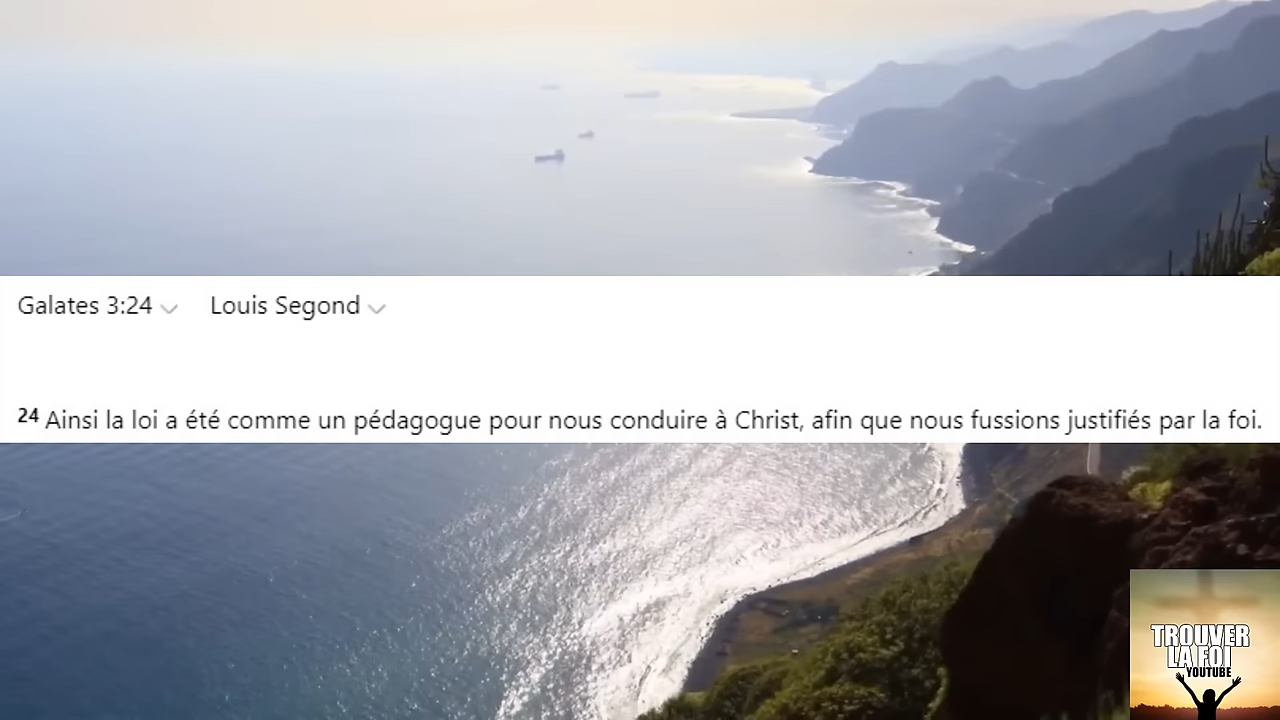 Galates 3:24 Louis Segond
24 Ainsi la loi a été comme un pédagogue pour nous conduire à Christ, afin que nous fussions justifiés par la foi.
TROUVER
LA FOI
YOUTUBE